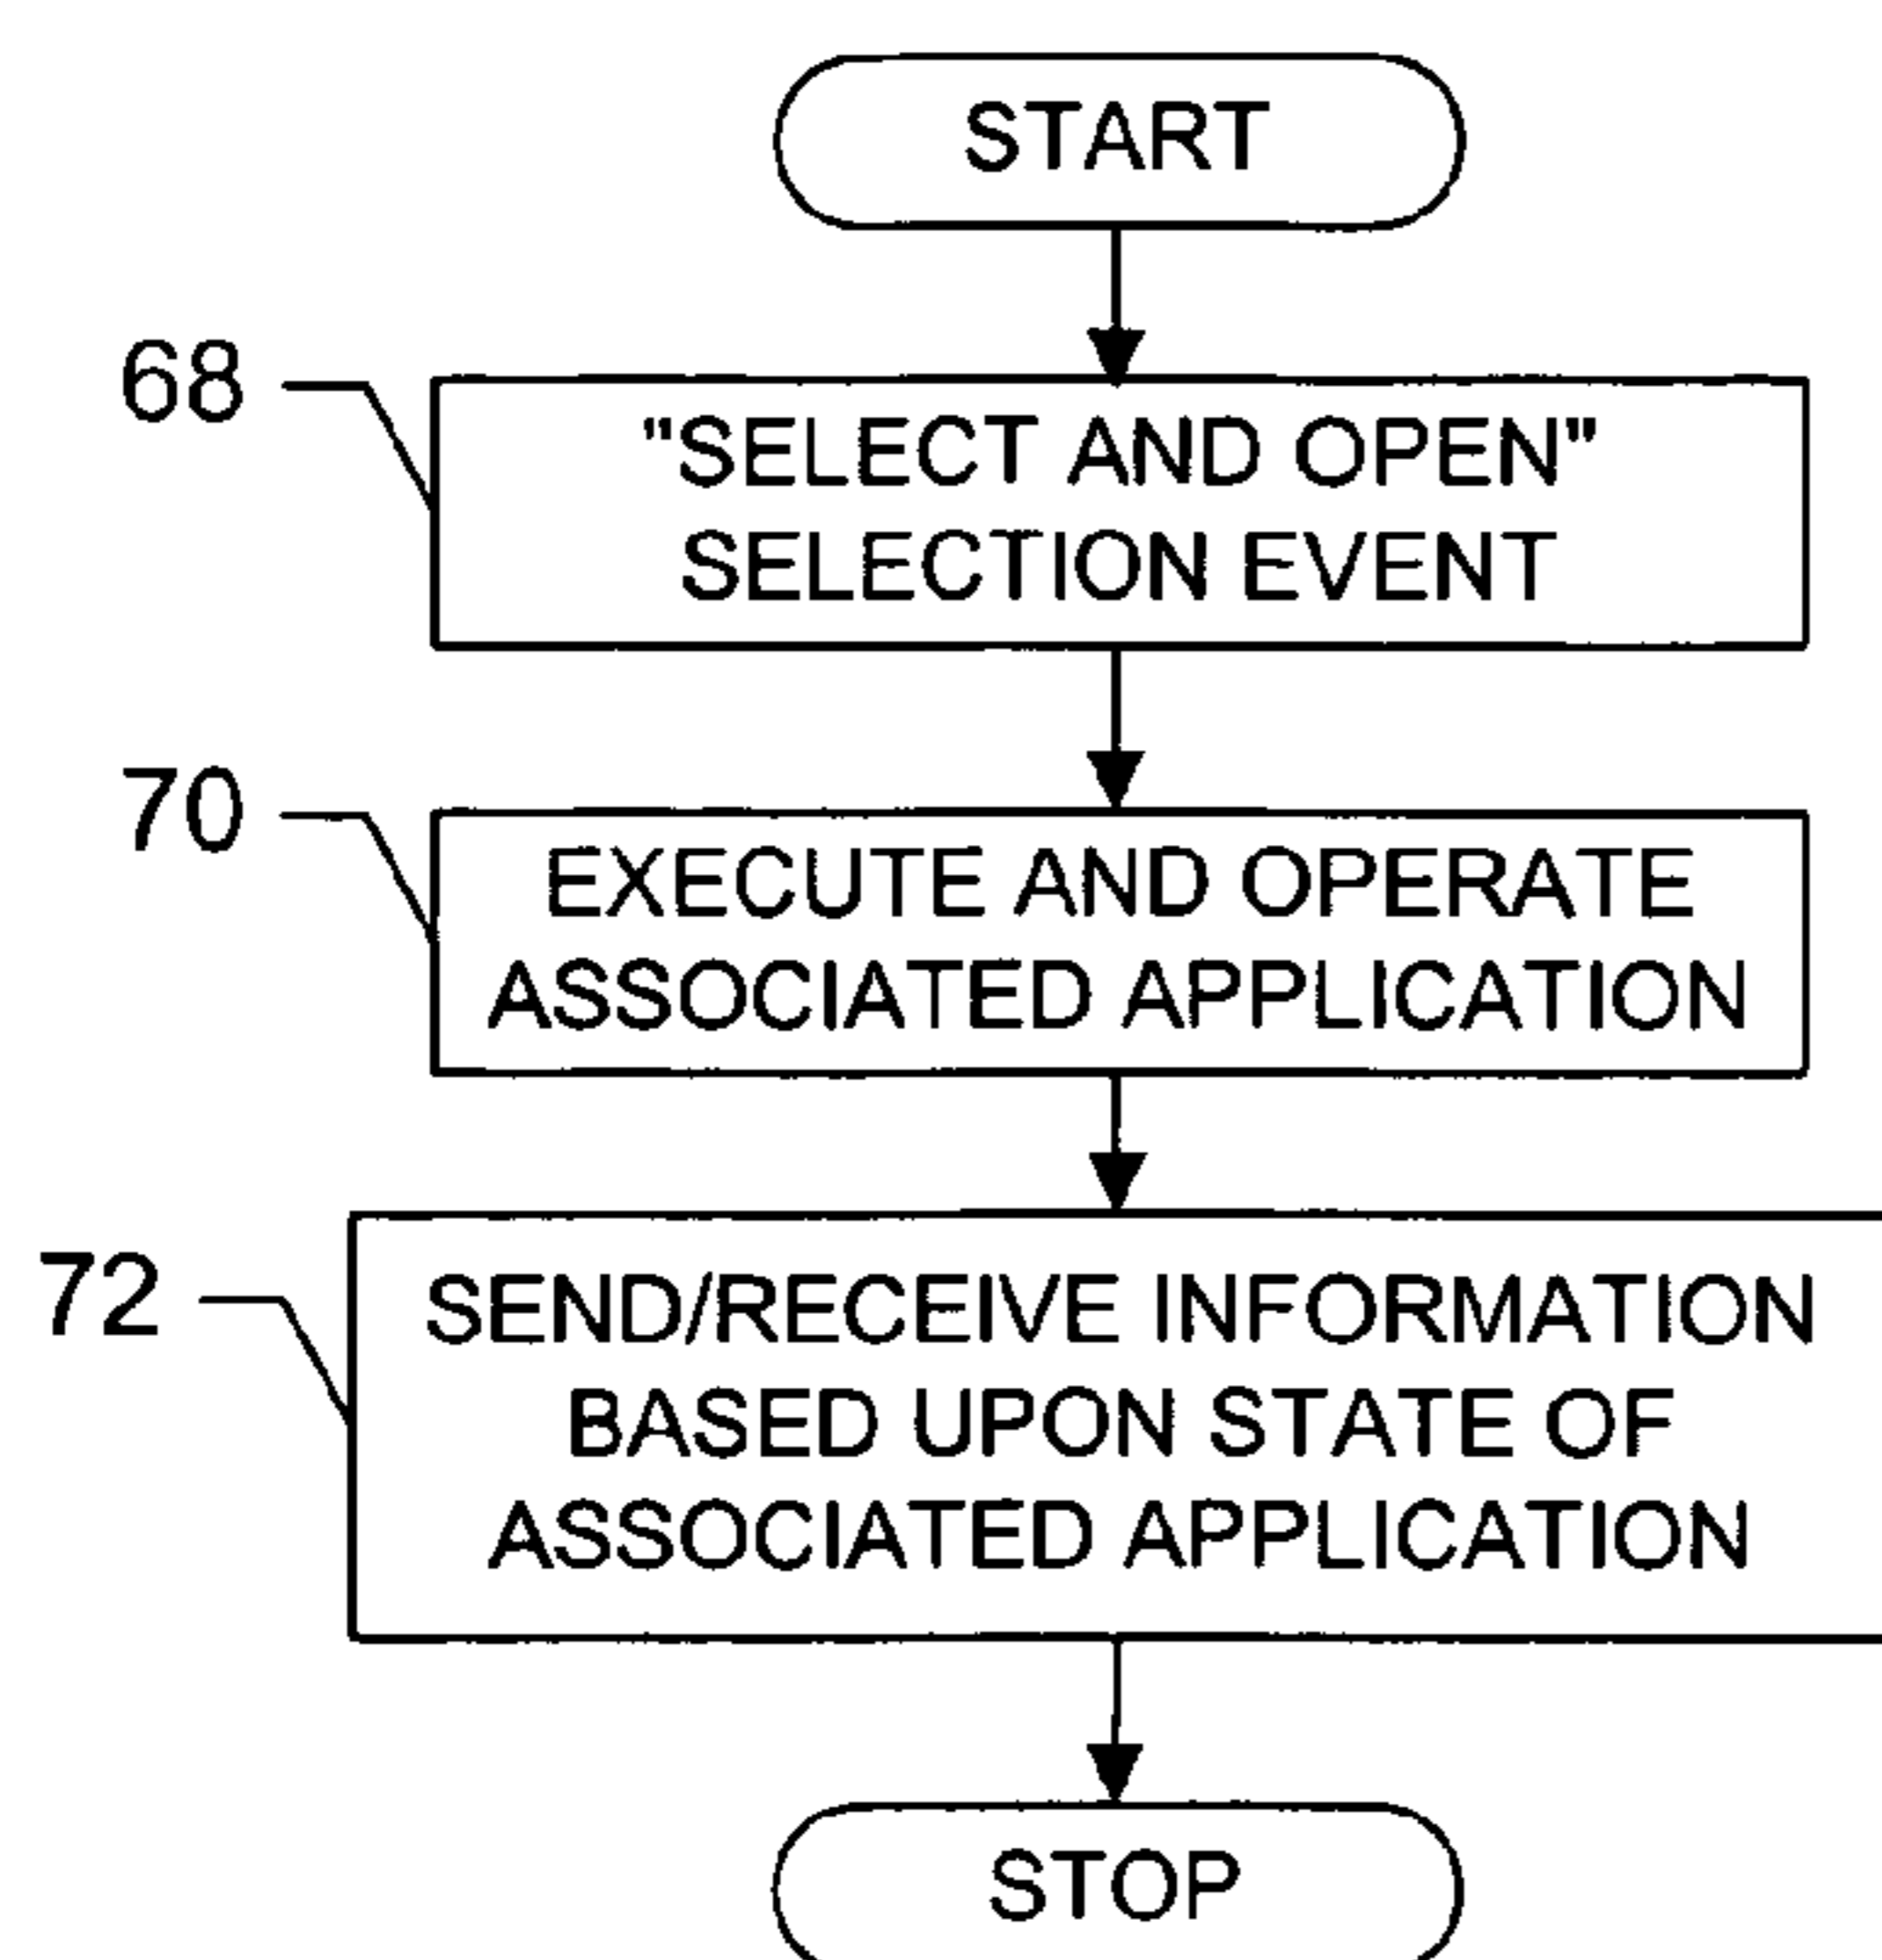 START
68
"SELECT AND OPEN"
SELECTION EVENT
70
EXECUTE AND OPERATE
ASSOCIATED APPLICATION
72
SEND/RECEIVE INFORMATION
BASED UPON STATE OF
ASSOCIATED APPLICATION
STOP